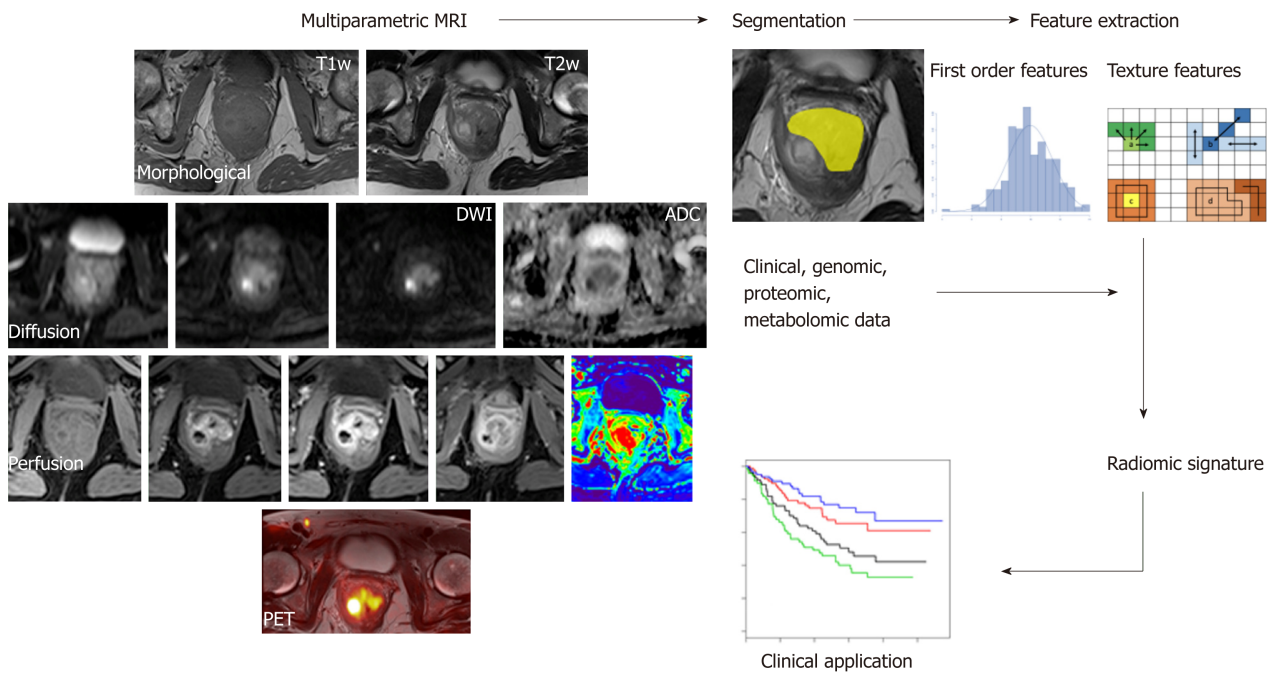 Multiparametric MRI
Segmentation
Feature extraction
T1w
T2w
Morphological
First order features
Texture features
a
b
c
d
DWI
ADC
Diffusion
Clinical, genomic,
proteomic,
metabolomic data
Perfusion
Radiomic signature
PET
Clinical application